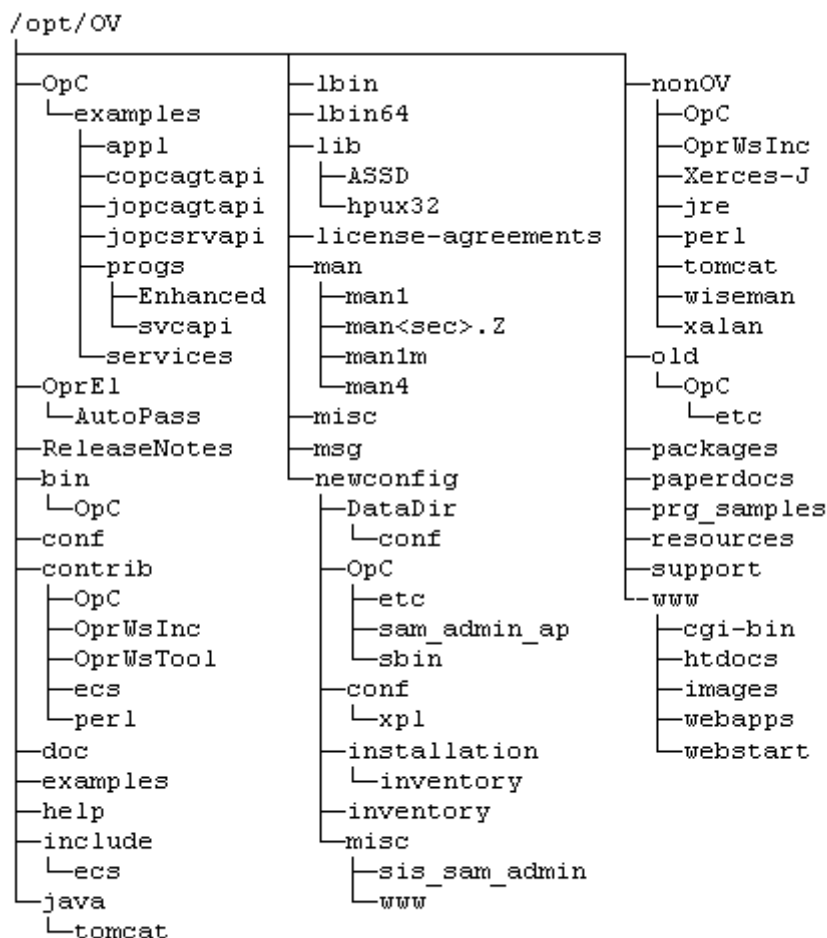 /opt/OV
OpC
examples
appl
copcagtapi
jopcagtapi
jopcsrvapi
progs
Enhanced
svcapi
services
OprEl
AutoPass
ReleaseNotes
bin
OpC
conf
contrib
OpC
OprWsInc
OprWsTool
ecs
perl
doc
examples
help
include
ecs
java
tomcat
lbin
lbin64
lib
ASSD
hpux32
license-agreements
man
man1
man<sec>.Z
man1m
man4
misc
msg
newconfig
DataDir
conf
OpC
etc
sam_admin_ap
sbin
conf
xpl
installation
inventory
inventory
misc
sis_sam_admin
www
nonOV
OpC
OprWsInc
Xerces-J
jre
perl
tomcat
wiseman
xalan
old
OpC
etc
packages
paperdocs
prg_samples
resources
support
www
cgi-bin
htdocs
images
webapps
webstart